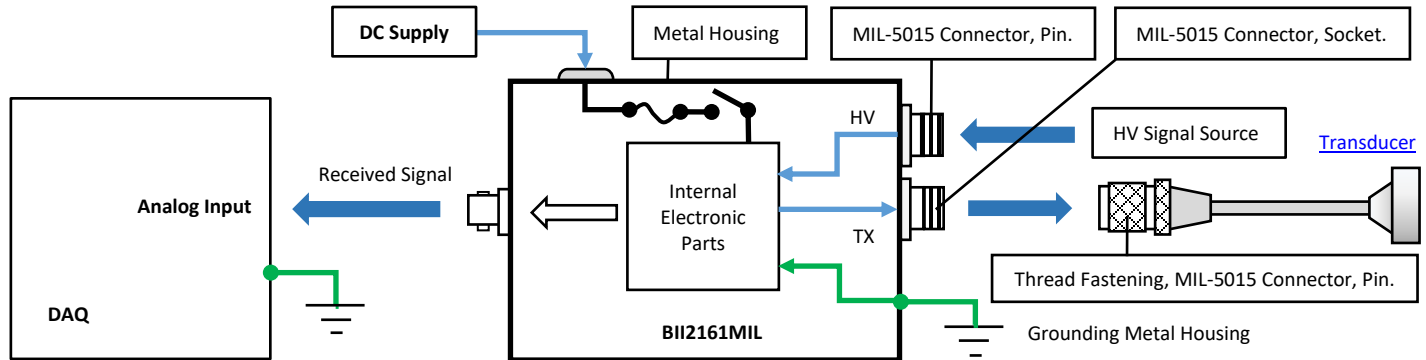 DC Supply
Metal Housing
MIL-5015 Connector, Pin.
MIL-5015 Connector, Socket.
HV
HV Signal Source
Transducer
Received Signal
Analog Input
Internal
Electronic
Parts
TX
Thread Fastening, MIL-5015 Connector, Pin.
DAQ
BII2161MIL
Grounding Metal Housing